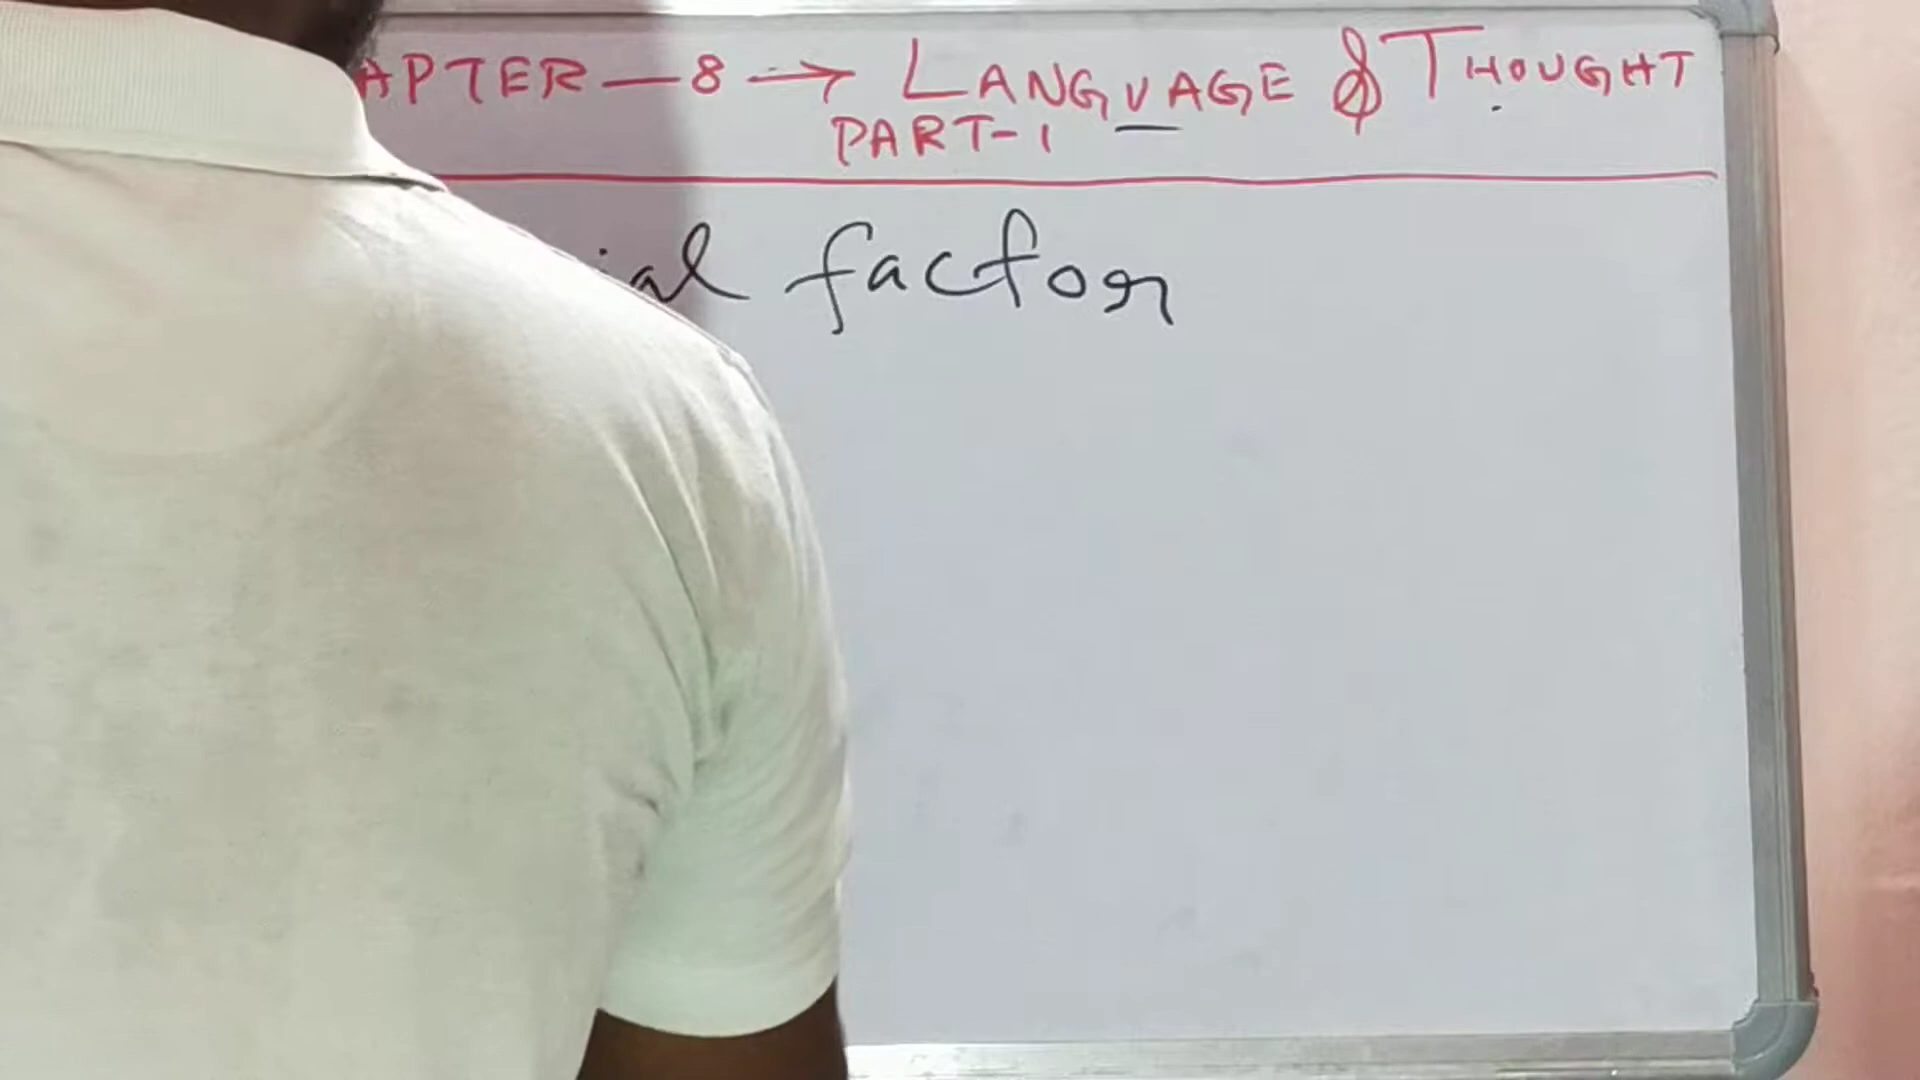 APTER—8 → LANGUAGE & THOUGHT
PART-1
ial factor